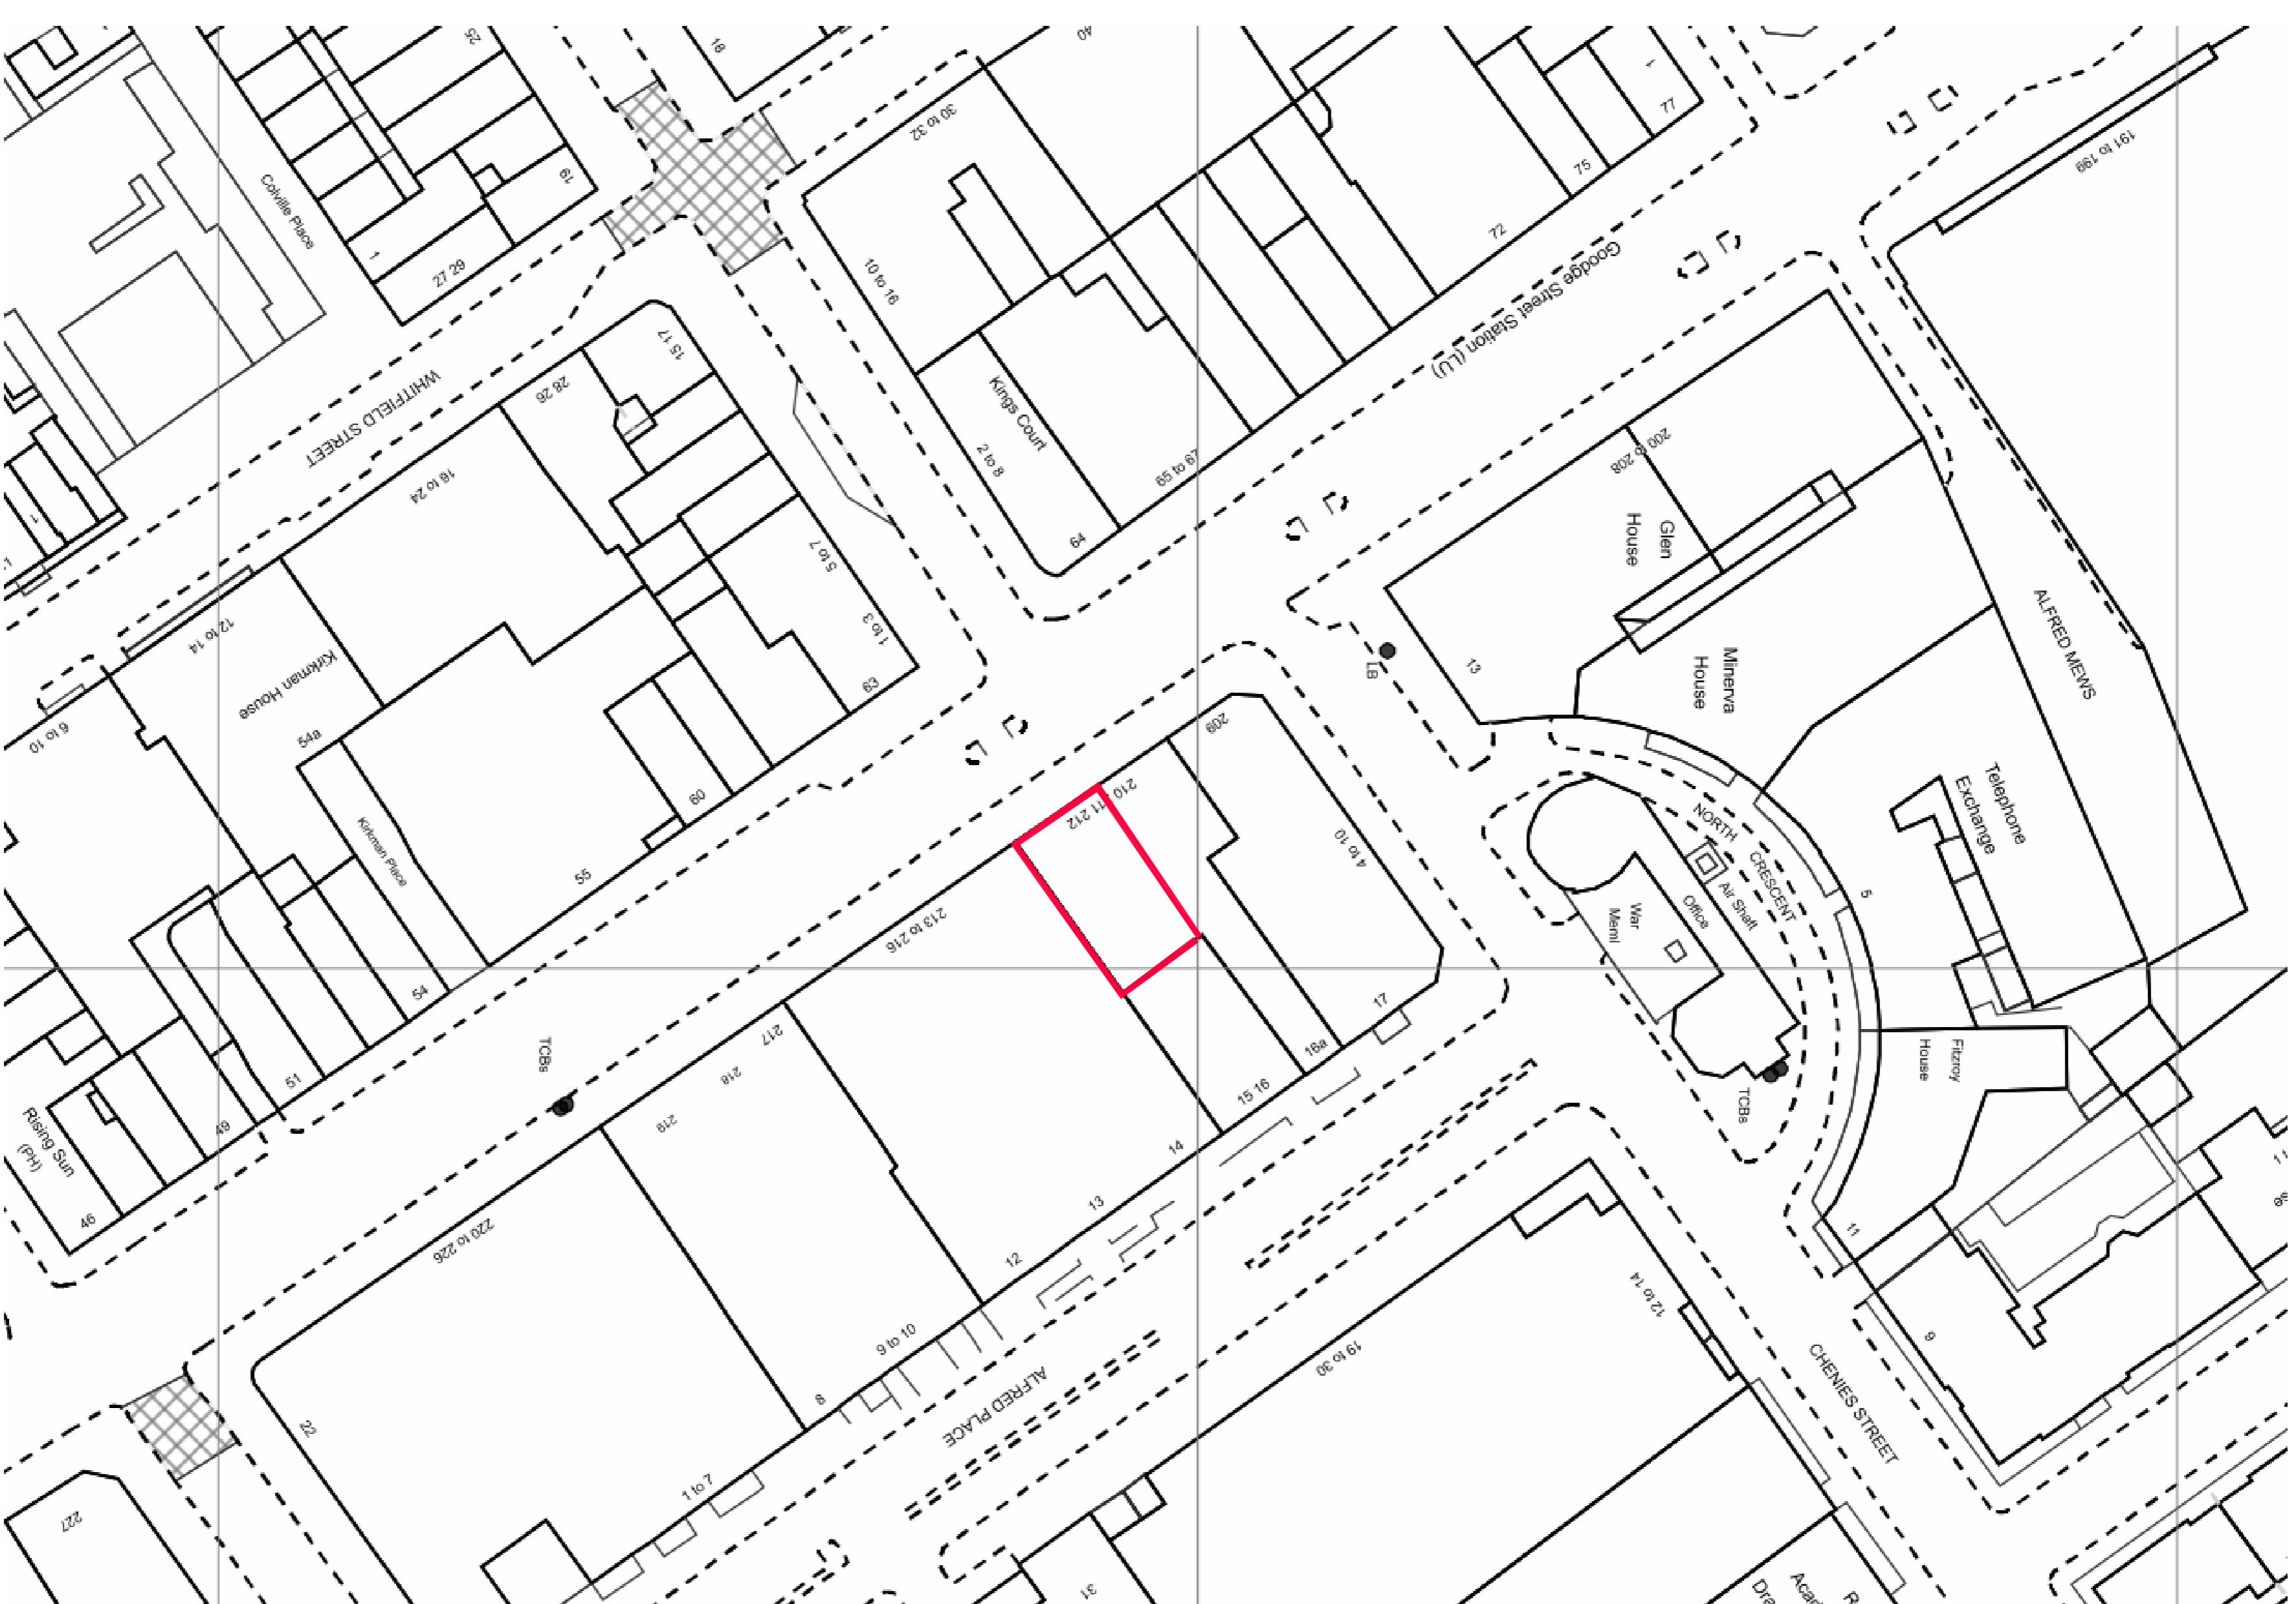 25
18
40
30 to 32
1
77
75
191 to 199
Colville Place
19
1
27 29
10 to 16
72
Goodge Street Station (LU)
15 17
WHITFIELD STREET
28 26
Kings Court
2 to 8
16 to 24
65 to 67
200 to 208
Glen
House
64
5 to 7
1
12 to 14
1 to 3
Kirkman House
63
LB
13
Minerva
House
ALFRED MEWS
6 to 10
54a
209
210
212
60
4 to 10
Kirkman Place
55
213 to 216
NORTH
CRESCENT
Telephone
Exchange
Air Shaft
Office
War
Meml
5
54
217
17
TCBs
218
16a
Fitzroy
House
51
219
15 16
TCBs
49
Rising Sun
(PH)
14
46
13
220 to 226
12
11
12 to 14
6 to 10
9
8
19 to 30
ALFRED PLACE
CHENIES STREET
22
1 to 7
227
31